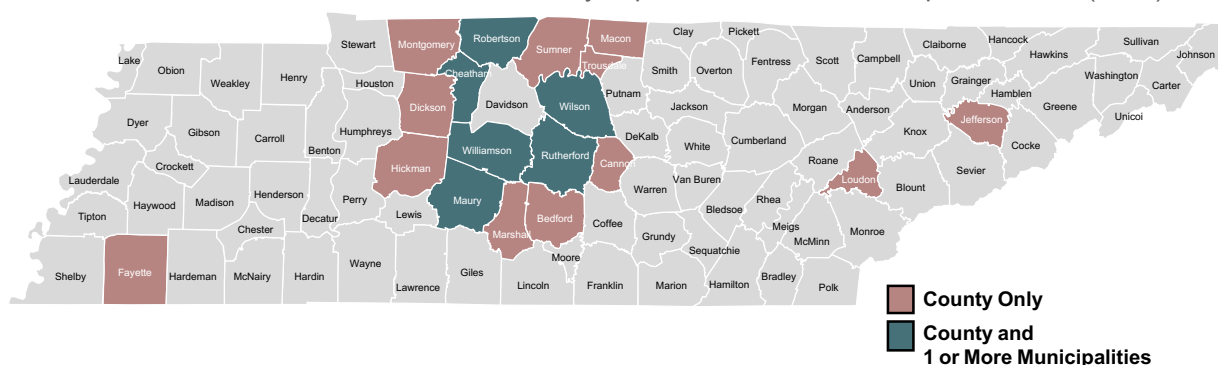 Stewart
Montgomery
Robertson
Sumner
Macon
Clay
Pickett
Claiborne
Hancock
Hawkins
Sullivan
Johnson
Lake
Obion
Weakley
Henry
Houston
Cheatham
Trousdale
Smith
Overton
Fentress
Scott
Campbell
Union
Grainger
Hamblen
Washington
Carter
Dickson
Davidson
Wilson
Putnam
Jackson
Morgan
Anderson
Greene
Unicoi
Dyer
Gibson
Carroll
Benton
Humphreys
DeKalb
White
Cumberland
Knox
Jefferson
Cocke
Crockett
Hickman
Williamson
Rutherford
Cannon
Roane
Loudon
Blount
Sevier
Lauderdale
Haywood
Madison
Henderson
Decatur
Perry
Lewis
Maury
Warren
Van Buren
Rhea
Tipton
Chester
Marshall
Bedford
Coffee
Bledsoe
Meigs
McMinn
Monroe
Grundy
Sequatchie
Shelby
Fayette
Hardeman
McNairy
Hardin
Wayne
Lawrence
Giles
Moore
Lincoln
Franklin
Marion
Hamilton
Bradley
Polk
County Only
County and
1 or More Municipalities